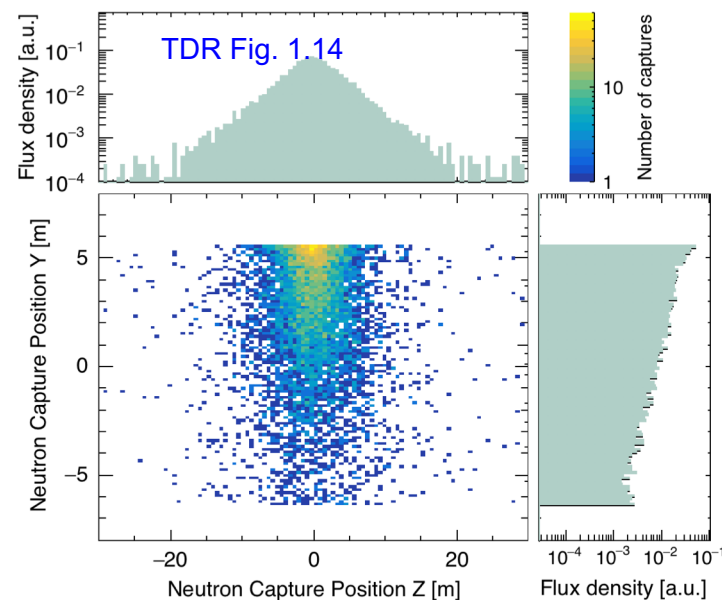 TDR Fig. 1.14
Flux density [a.u.]
10⁻¹
10⁻²
10⁻³
10⁻⁴
10
1
Number of captures
Neutron Capture Position Y [m]
5
0
−5
−20
0
20
Neutron Capture Position Z [m]
10⁻⁴
10⁻³
10⁻²
10⁻¹
Flux density [a.u.]